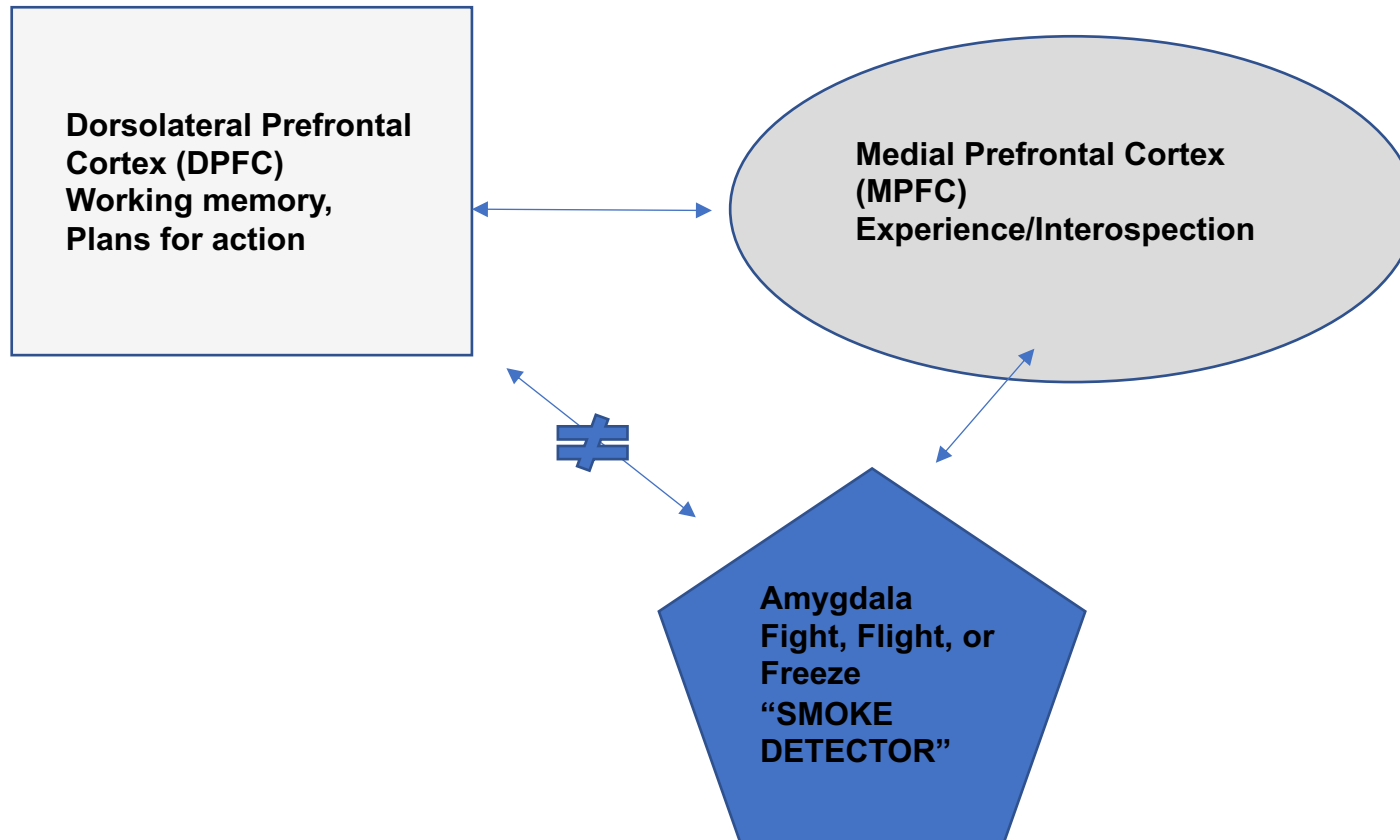 Dorsolateral Prefrontal
Cortex (DPFC)
Working memory,
Plans for action
Medial Prefrontal Cortex
(MPFC)
Experience/Interospection
≠
Amygdala
Fight, Flight, or
Freeze
“SMOKE
DETECTOR”